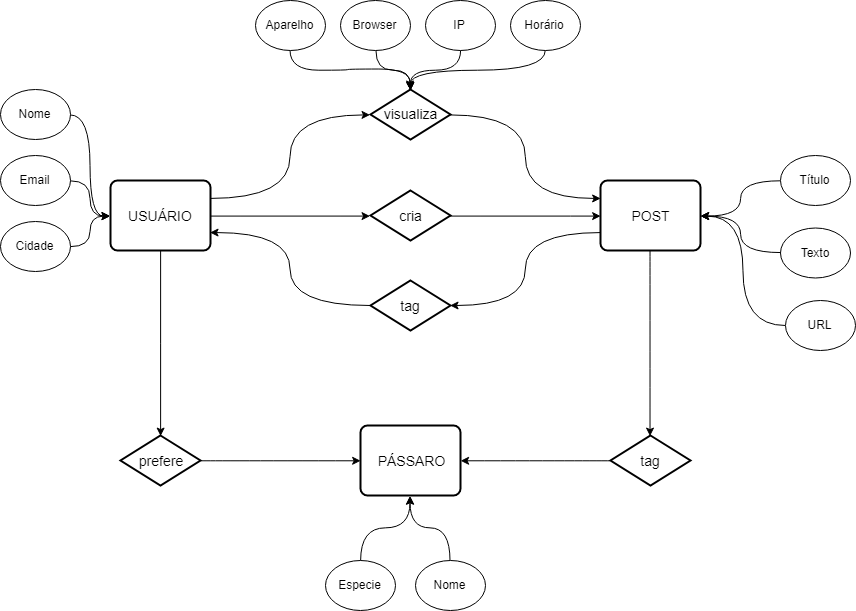 Aparelho
Browser
IP
Horário
Nome
visualiza
Email
Título
USUÁRIO
cria
POST
Cidade
Texto
tag
URL
prefere
PÁSSARO
tag
Especie
Nome